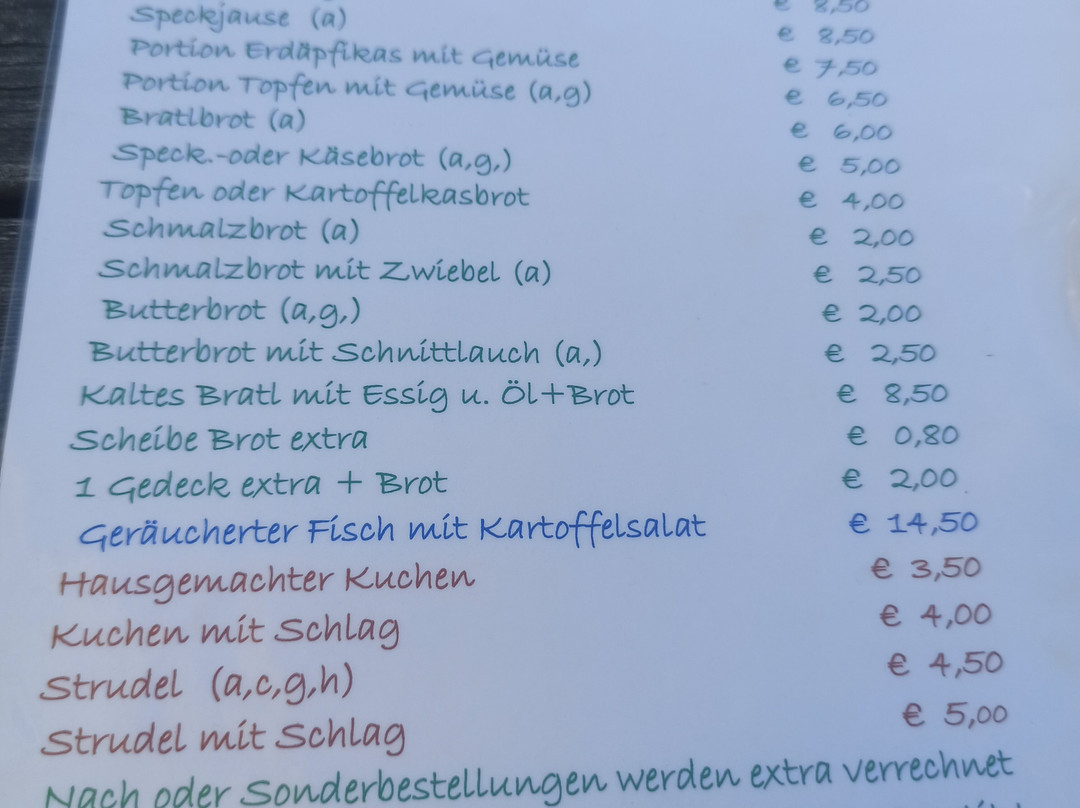 € 8,50
Speckjause (a) € 8,50
Portion Erdäpfikas mit Gemüse € 7,50
Portion Topfen mit Gemüse (a,g) € 6,50
Bratlbrot (a) € 6,00
Speck.-oder Käsebrot (a,g,) € 5,00
Topfen oder Kartoffelkasbrot € 4,00
Schmalzbrot (a) € 2,00
Schmalzbrot mit Zwiebel (a) € 2,50
Butterbrot (a,g,) € 2,00
Butterbrot mit Schnittlauch (a,) € 2,50
Kaltes Bratl mit Essig u. Öl+Brot € 8,50
Scheibe Brot extra € 0,80
1 Gedeck extra + Brot € 2,00
Geräucherter Fisch mit Kartoffelsalat € 14,50
Hausgemachter Kuchen € 3,50
Kuchen mit Schlag € 4,00
Strudel (a,c,g,h) € 4,50
Strudel mit Schlag € 5,00
Nach oder Sonderbestellungen werden extra verrechnet